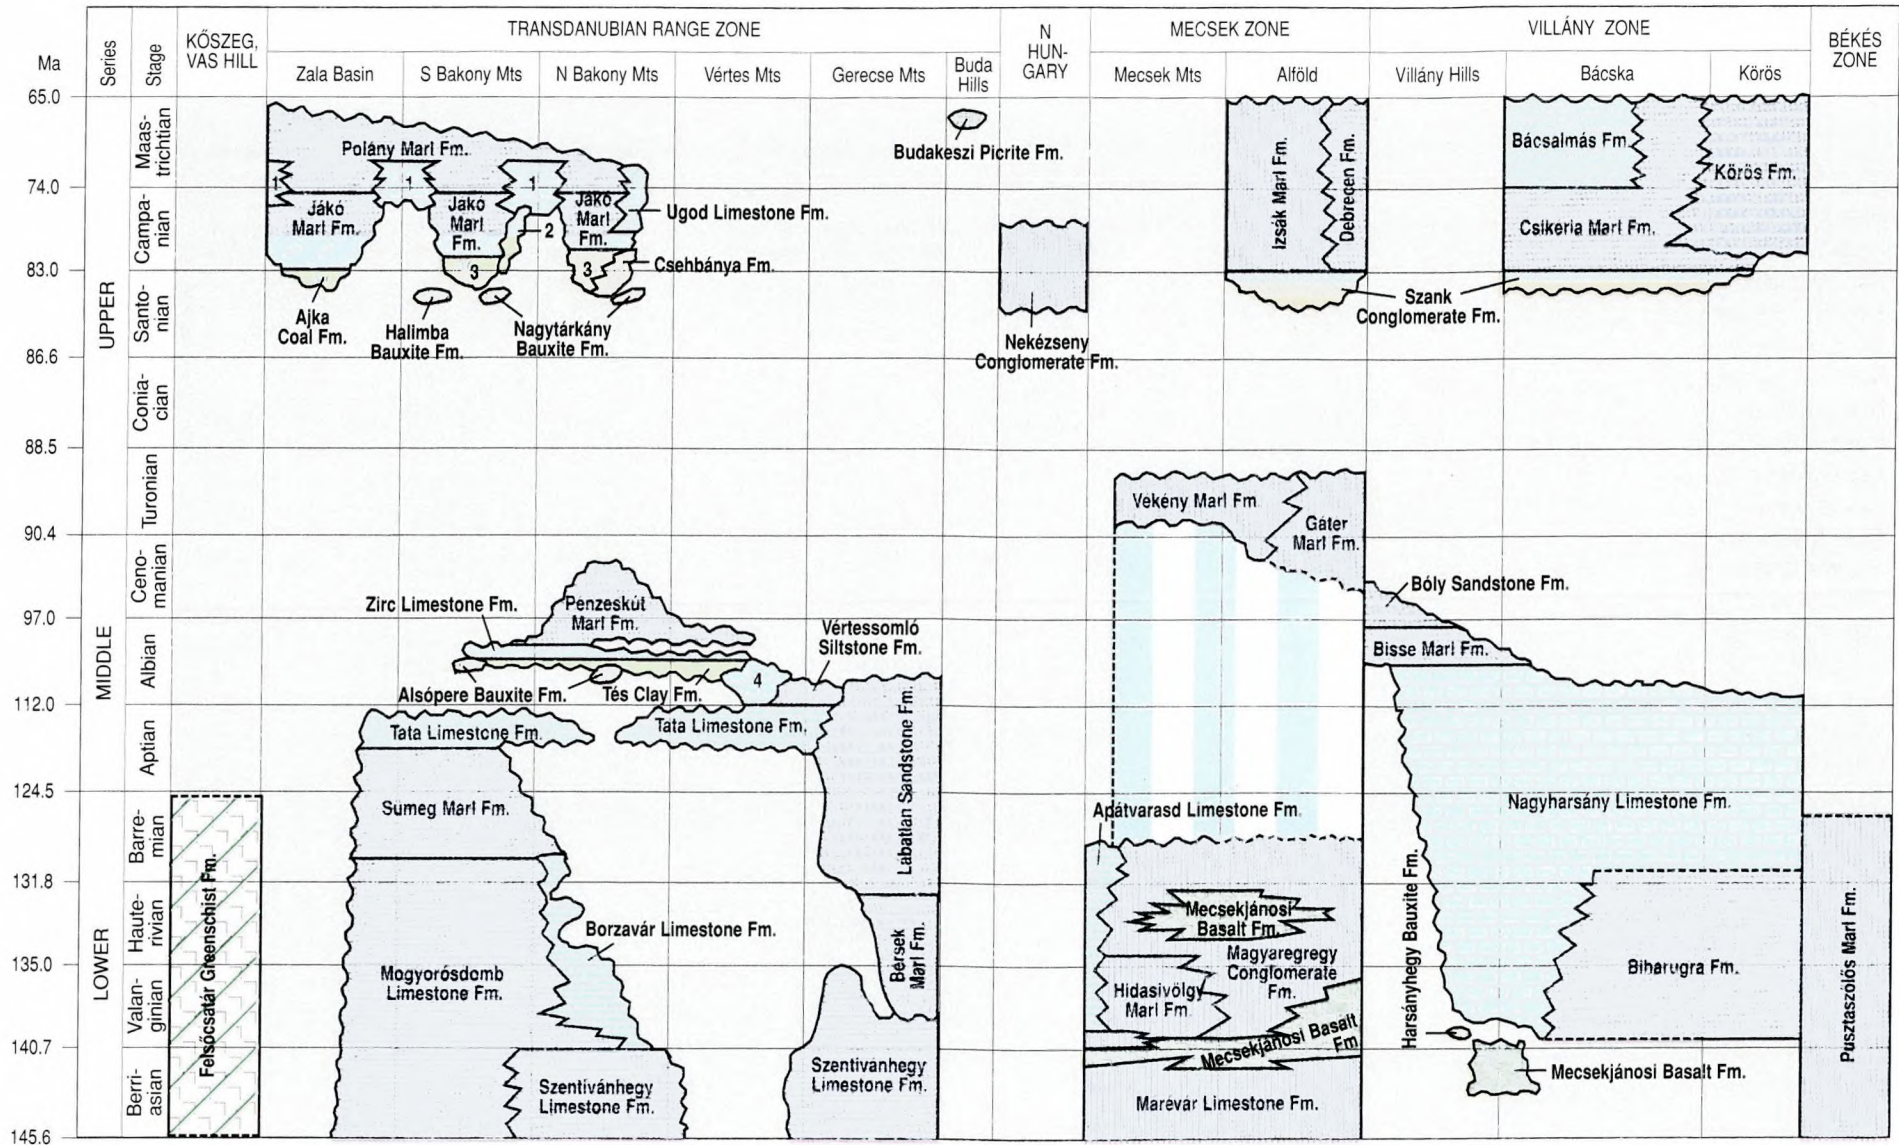 Ma
Series
Stage
KŐSZEG,
VAS HILL
TRANSDANUBIAN RANGE ZONE
Zala Basin
S Bakony Mts
N Bakony Mts
Vértes Mts
Gerecse Mts
Buda
Hills
N
HUN-
GARY
MECSEK ZONE
Mecsek Mts
Alföld
VILLÁNY ZONE
Villány Hills
Bácska
Körös
BÉKÉS
ZONE
65.0
74.0
83.0
86.6
88.5
90.4
97.0
112.0
124.5
131.8
135.0
140.7
145.6
UPPER
MIDDLE
LOWER
Maas-
trichtian
Campa-
nian
Santo-
nian
Conia-
cian
Turonian
Ceno-
manian
Albian
Aptian
Barre-
mian
Haute-
rivian
Valan-
ginian
Berri-
asian
Felsőcsatár Greenschist Fm.
Polány Marl Fm.
1
1
1
Jákó
Marl Fm.
Jákó
Marl
Fm.
Jákó
Marl
Fm.
2
3
3
Ugod Limestone Fm.
Csehbánya Fm.
Ajka
Coal Fm.
Halimba
Bauxite Fm.
Nagytárkány
Bauxite Fm.
Budakeszi Picrite Fm.
Nekézseny
Conglomerate Fm.
Izsák Marl Fm.
Debrecen Fm.
Szank
Conglomerate Fm.
Bácsalmás Fm.
Csikéria Marl Fm.
Körös Fm.
Vékény Marl Fm.
Gáter
Marl Fm.
Bóly Sandstone Fm.
Bisse Marl Fm.
Zirc Limestone Fm.
Pénzeskút
Marl Fm.
Vértessomló
Siltstone Fm.
Alsópere Bauxite Fm.
Tés Clay Fm.
4
Tata Limestone Fm.
Tata Limestone Fm.
Lábatlan Sandstone Fm.
Sümeg Marl Fm.
Mogyorósdomb
Limestone Fm.
Borzavár Limestone Fm.
Bersek
Marl Fm.
Szentivánhegy
Limestone Fm.
Szentivánhegy
Limestone Fm.
Apátvarasd Limestone Fm.
Mecsekjánosi
Basalt Fm.
Magyaregregy
Conglomerate
Fm.
Hidasivölgy
Marl Fm.
Mecsekjánosi Basalt
Fm
Márévár Limestone Fm.
Nagyharsány Limestone Fm.
Harsányhegy Bauxite Fm.
Biharugra Fm.
Mecsekjánosi Basalt Fm.
Pusztaszőlős Marl Fm.